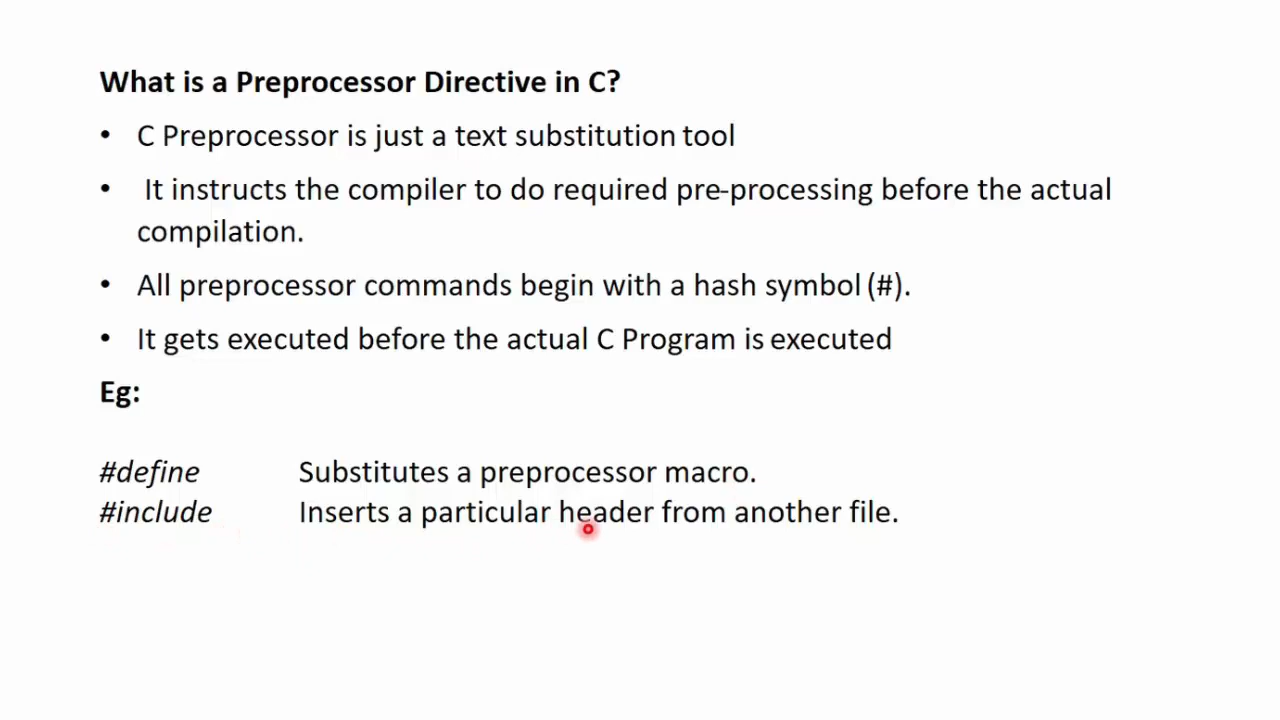 What is a Preprocessor Directive in C?
• C Preprocessor is just a text substitution tool
• It instructs the compiler to do required pre-processing before the actual
compilation.
• All preprocessor commands begin with a hash symbol (#).
• It gets executed before the actual C Program is executed
Eg:
#define Substitutes a preprocessor macro.
#include Inserts a particular header from another file.